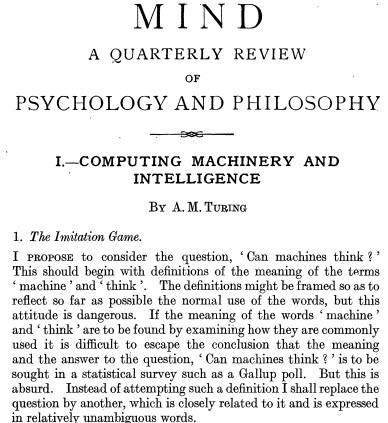 MIND
A QUARTERLY REVIEW
OF
PSYCHOLOGY AND PHILOSOPHY
I.—COMPUTING MACHINERY AND
INTELLIGENCE
BY A. M. TURING
1. The Imitation Game.
I PROPOSE to consider the question, ‘ Can machines think ? ’
This should begin with definitions of the meaning of the terms
‘ machine ’ and ‘ think ’. The definitions might be framed so as to
reflect so far as possible the normal use of the words, but this
attitude is dangerous. If the meaning of the words ‘ machine ’
and ‘ think ’ are to be found by examining how they are commonly
used it is difficult to escape the conclusion that the meaning
and the answer to the question, ‘ Can machines think ? ’ is to be
sought in a statistical survey such as a Gallup poll. But this is
absurd. Instead of attempting such a definition I shall replace the
question by another, which is closely related to it and is expressed
in relatively unambiguous words.